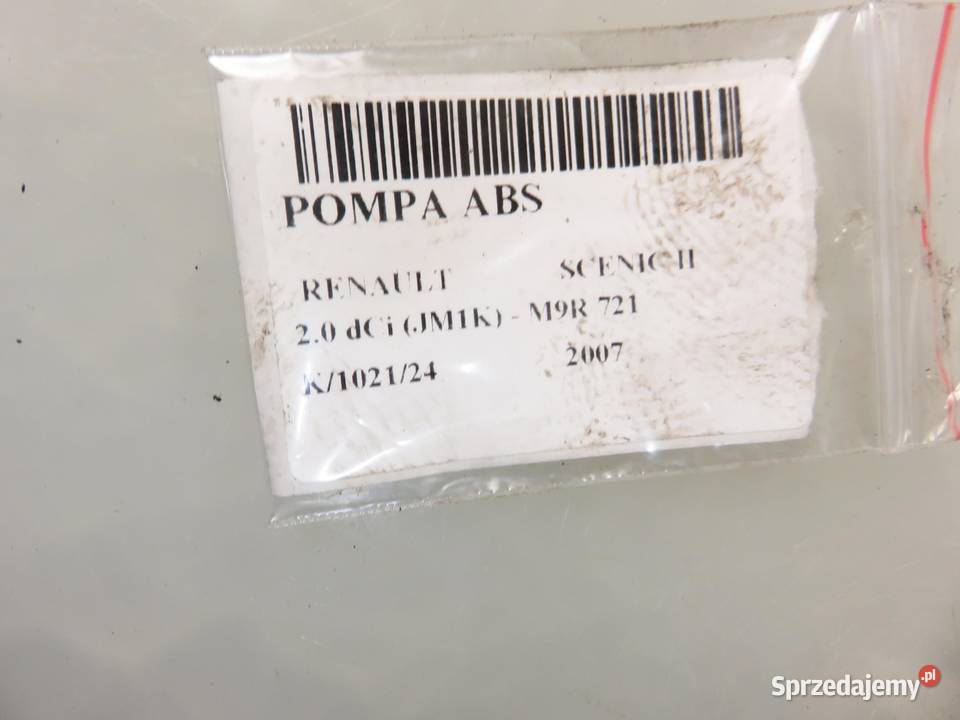 POMPA ABS
RENAULT SCENIC II
2.0 dCi (JM1K) - M9R 721
K/1021/24 2007
Sprzedajemy.pl